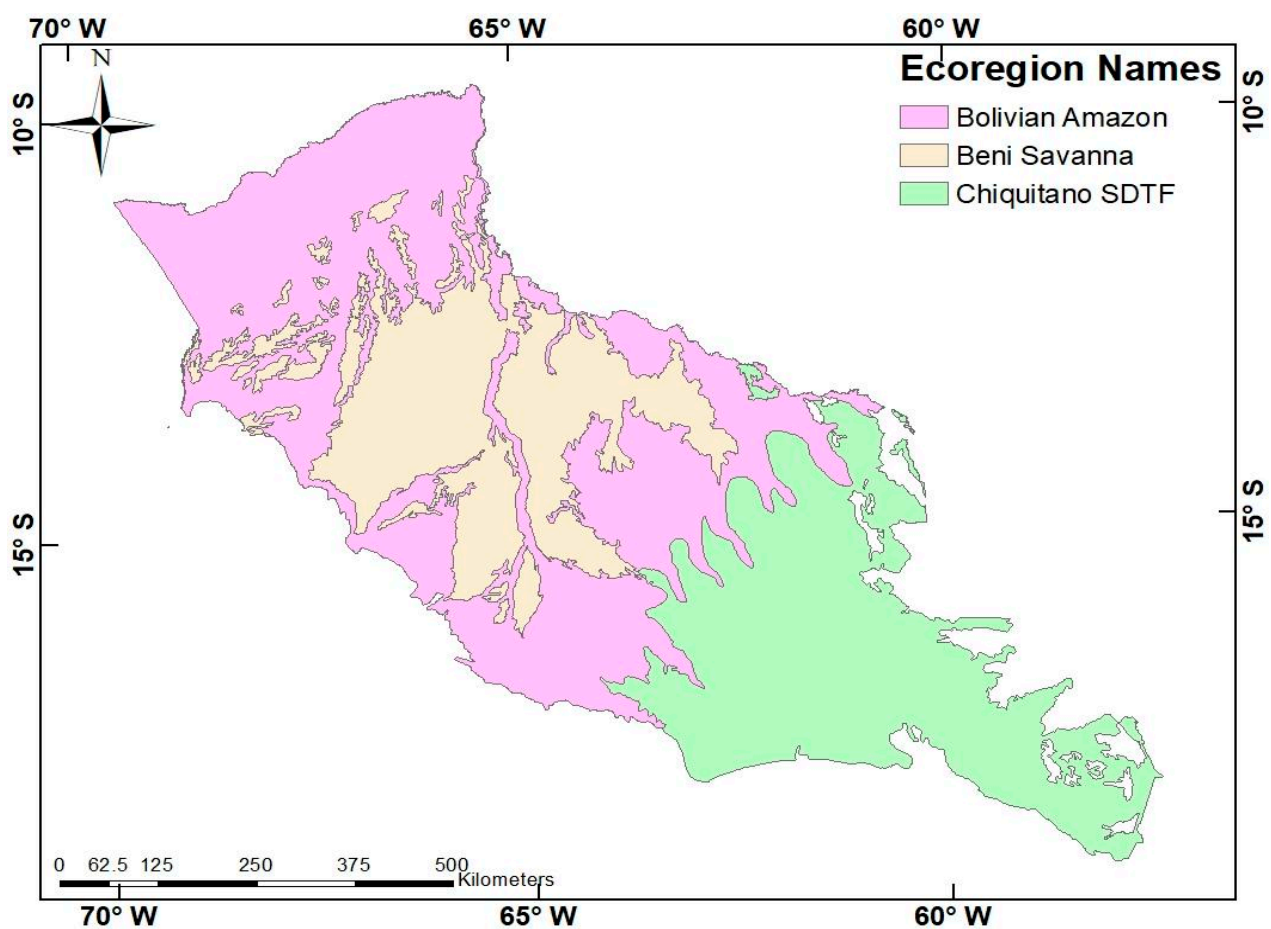 70° W 65° W 60° W
N
Ecoregion Names
Bolivian Amazon
Beni Savanna
Chiquitano SDTF
10° S 10° S
15° S 15° S
0 62.5 125 250 375 500
Kilometers
70° W 65° W 60° W